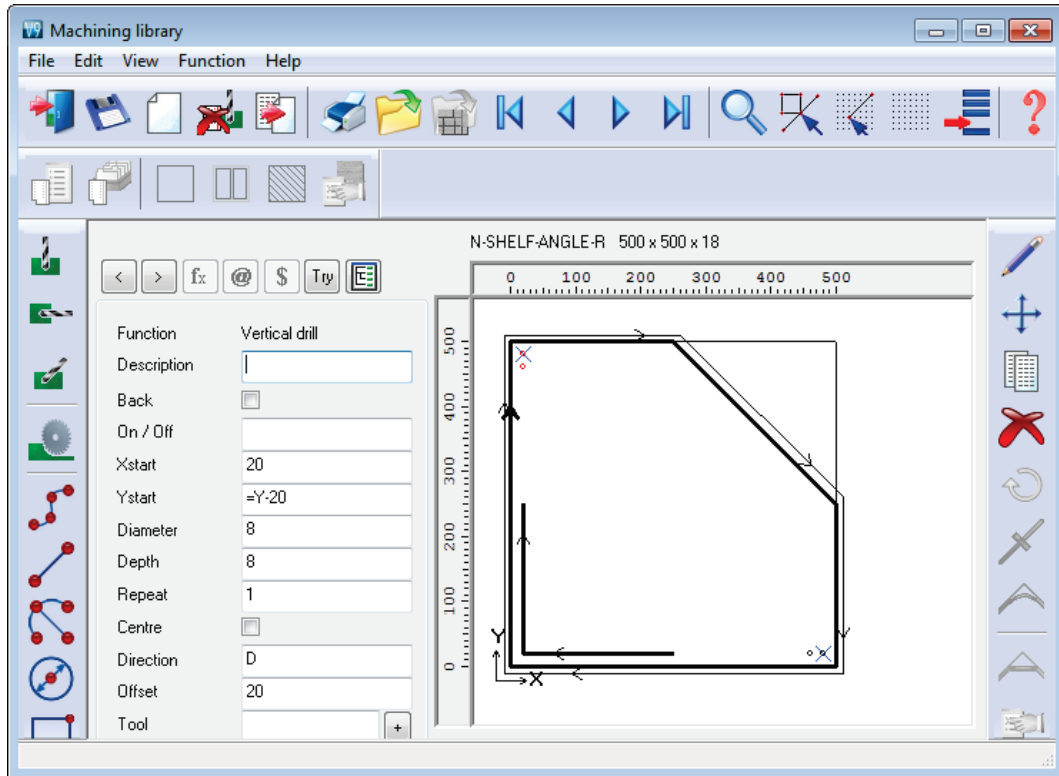 V9 Machining library
File Edit View Function Help
N-SHELF-ANGLE-R 500 x 500 x 18
< > fx @ $ Try
0 100 200 300 400 500
Function Vertical drill
Description
Back
On / Off
Xstart 20
Ystart =Y-20
Diameter 8
Depth 8
Repeat 1
Centre
Direction D
Offset 20
Tool +
500
400
300
200
100
0
Y
X